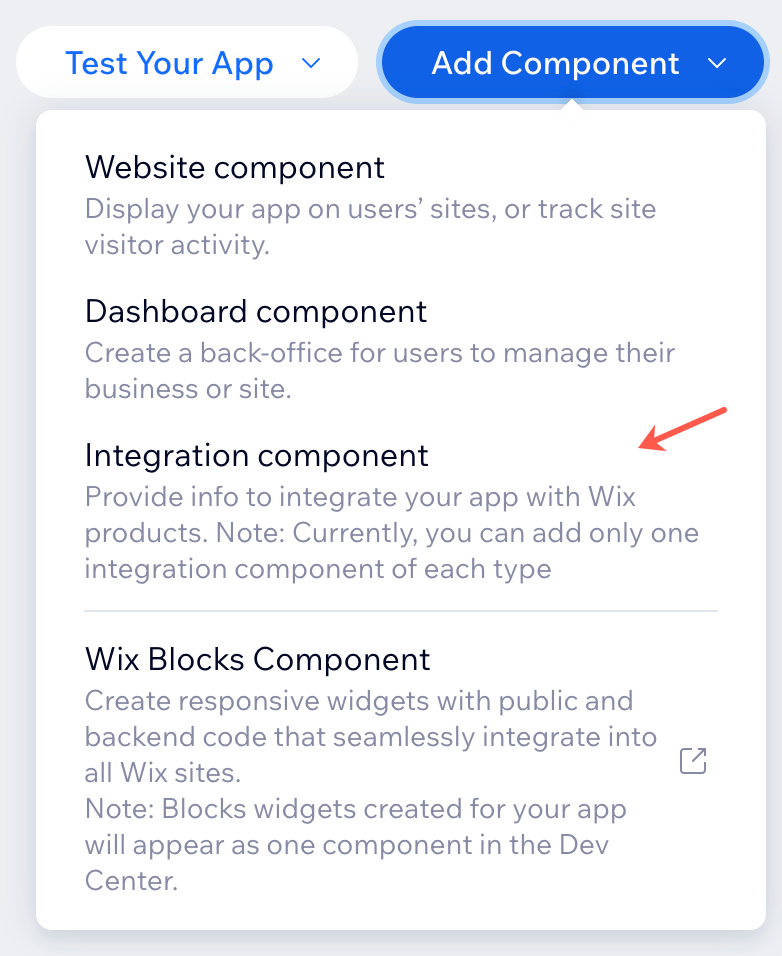 Test Your App
Add Component
Website component
Display your app on users’ sites, or track site
visitor activity.
Dashboard component
Create a back-office for users to manage their
business or site.
Integration component
Provide info to integrate your app with Wix
products. Note: Currently, you can add only one
integration component of each type
Wix Blocks Component
Create responsive widgets with public and
backend code that seamlessly integrate into
all Wix sites.
Note: Blocks widgets created for your app
will appear as one component in the Dev
Center.